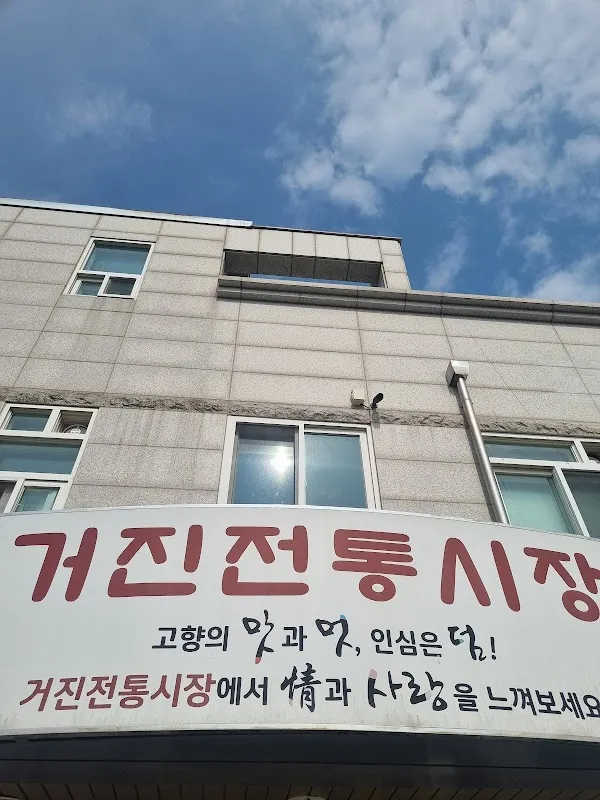 거진전통시장
고향의 맛과 멋, 인심은 덤!
거진전통시장에서 情과 사랑을 느껴보세요